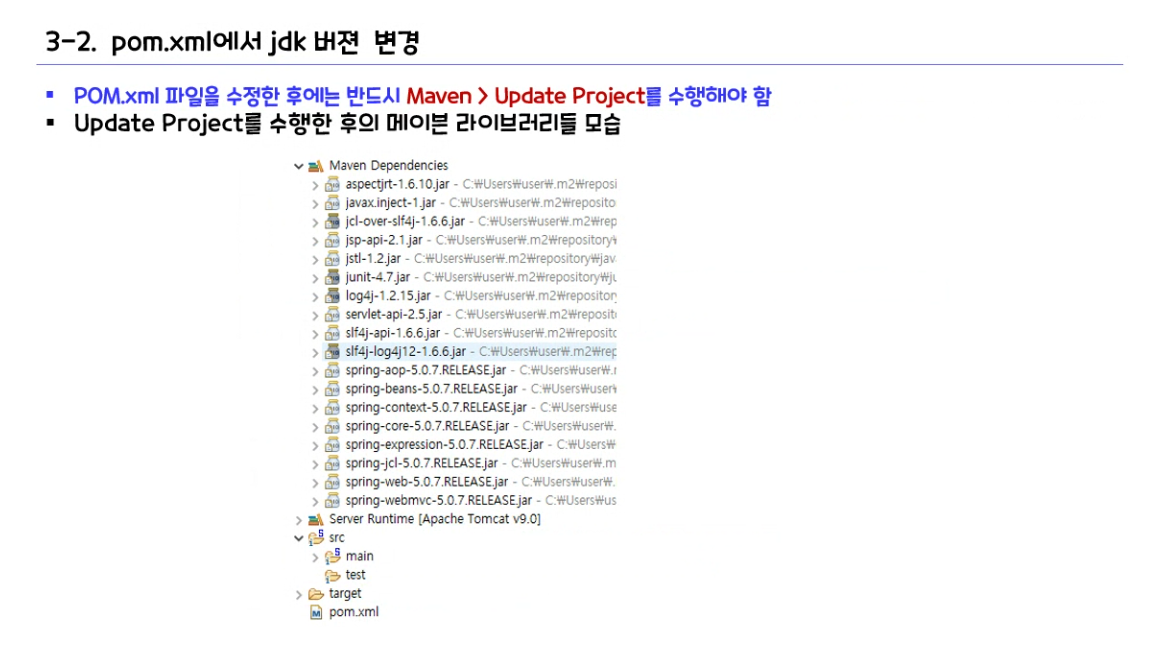 3-2. pom.xml에서 jdk 버젼 변경
▪ POM.xml 파일을 수정한 후에는 반드시 Maven > Update Project를 수행해야 함
▪ Update Project를 수행한 후의 메이븐 라이브러리들 모습
Maven Dependencies
aspectjrt-1.6.10.jar - C:₩Users₩user₩.m2₩reposi
javax.inject-1.jar - C:₩Users₩user₩.m2₩reposito
jcl-over-slf4j-1.6.6.jar - C:₩Users₩user₩.m2₩rep
jsp-api-2.1.jar - C:₩Users₩user₩.m2₩repository₩
jstl-1.2.jar - C:₩Users₩user₩.m2₩repository₩jav
junit-4.7.jar - C:₩Users₩user₩.m2₩repository₩ju
log4j-1.2.15.jar - C:₩Users₩user₩.m2₩repository
servlet-api-2.5.jar - C:₩Users₩user₩.m2₩reposit
slf4j-api-1.6.6.jar - C:₩Users₩user₩.m2₩reposito
slf4j-log4j12-1.6.6.jar - C:₩Users₩user₩.m2₩rep
spring-aop-5.0.7.RELEASE.jar - C:₩Users₩user₩.r
spring-beans-5.0.7.RELEASE.jar - C:₩Users₩user₩
spring-context-5.0.7.RELEASE.jar - C:₩Users₩use
spring-core-5.0.7.RELEASE.jar - C:₩Users₩user₩.
spring-expression-5.0.7.RELEASE.jar - C:₩Users₩
spring-jcl-5.0.7.RELEASE.jar - C:₩Users₩user₩.m
spring-web-5.0.7.RELEASE.jar - C:₩Users₩user₩.
spring-webmvc-5.0.7.RELEASE.jar - C:₩Users₩us
Server Runtime [Apache Tomcat v9.0]
src
main
test
target
pom.xml